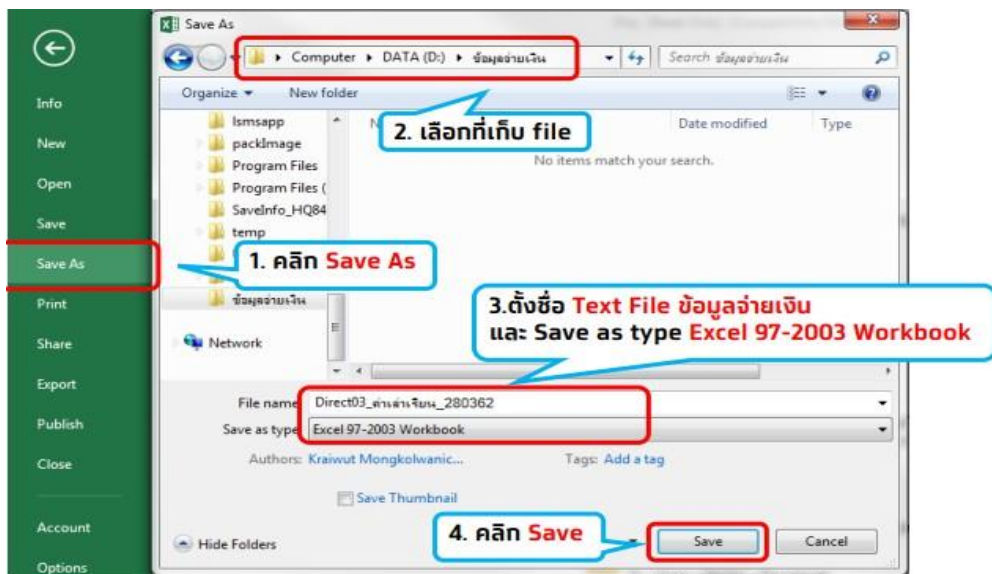 Save As
Computer ▸ DATA (D:) ▸ ข้อมูลจ่ายเงิน
Search ข้อมูลจ่ายเงิน
Organize
New folder
Info
New
Open
Save
Save As
Print
Share
Export
Publish
Close
Account
Options
lsmsapp
packImage
Program Files
Program Files (
SaveInfo_HQ84
temp
ข้อมูลจ่ายเงิน
Network
2. เลือกที่เก็บ file
Date modified
Type
No items match your search.
1. คลิก Save As
3.ตั้งชื่อ Text File ข้อมูลจ่ายเงิน
และ Save as type Excel 97-2003 Workbook
File name: Direct03_ค่าเล่าเรียน_280362
Save as type: Excel 97-2003 Workbook
Authors: Kraiwut Mongkolwanic...
Tags: Add a tag
Save Thumbnail
4. คลิก Save
Hide Folders
Save
Cancel